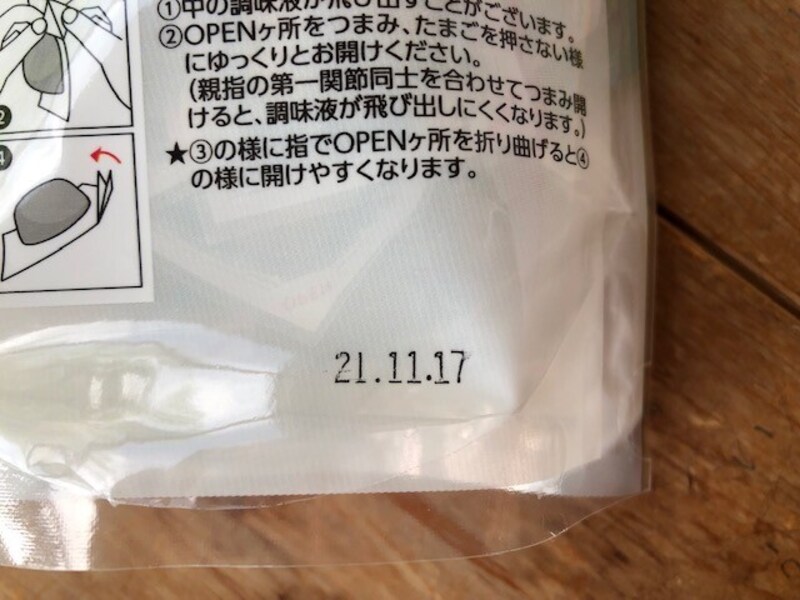 ①中の調味液が飛び出すことがございます。
②OPENヶ所をつまみ、たまごを押さない様
にゆっくりとお開けください。
(親指の第一関節同士を合わせてつまみ開
けると、調味液が飛び出しにくくなります。)
★③の様に指でOPENヶ所を折り曲げると④
の様に開けやすくなります。
2
4
21.11.17